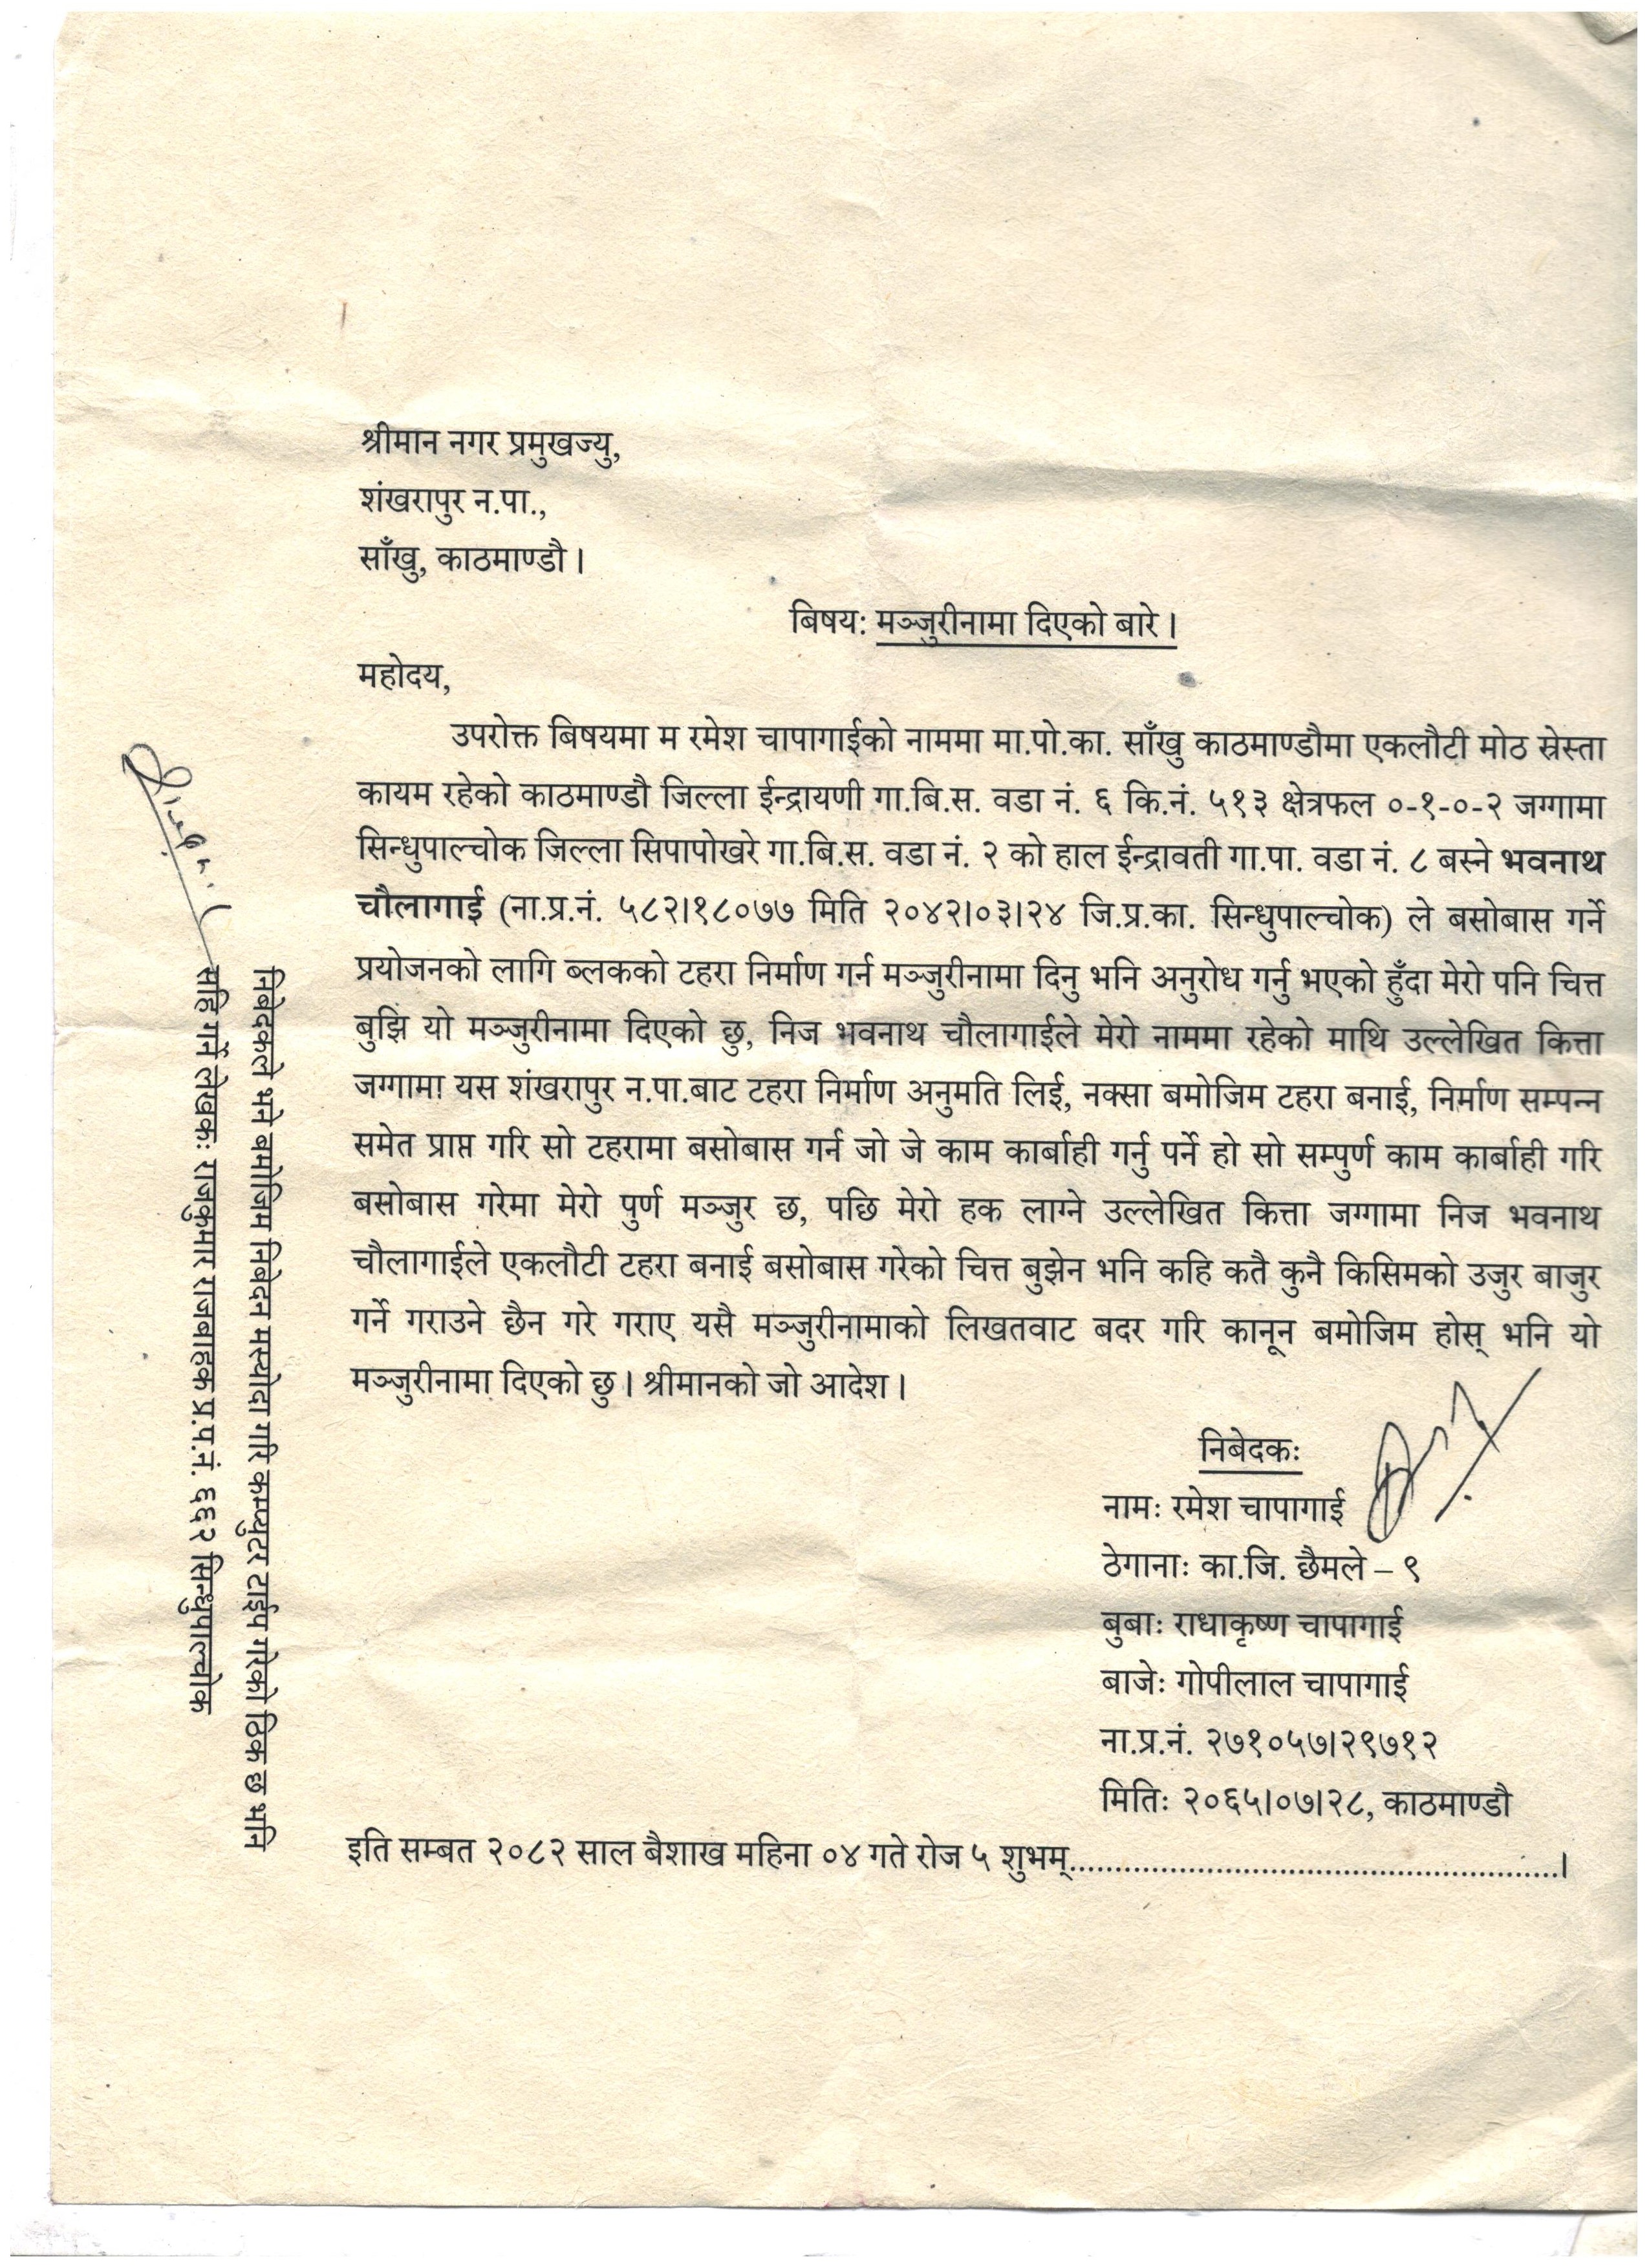 श्रीमान नगर प्रमुखज्यु,
शंखरापुर न.पा.,
साँखु, काठमाण्डौ ।
बिषय: मञ्जुरीनामा दिएको बारे ।
महोदय,
उपरोक्त बिषयमा म रमेश चापागाईको नाममा मा.पो.का. साँखु काठमाण्डौमा एकलौटी मोठ स्रेस्ता
कायम रहेको काठमाण्डौ जिल्ला ईन्द्रायणी गा.बि.स. वडा नं. ६ कि.नं. ५१३ क्षेत्रफल ०-१-०-२ जग्गामा
सिन्धुपाल्चोक जिल्ला सिपापोखरे गा.बि.स. वडा नं. २ को हाल ईन्द्रावती गा.पा. वडा नं. ८ बस्ने भवनाथ
चौलागाई (ना.प्र.नं. ५८२।१८०७७ मिति २०४२।०३।२४ जि.प्र.का. सिन्धुपाल्चोक) ले बसोबास गर्ने
प्रयोजनको लागि ब्लकको टहरा निर्माण गर्न मञ्जुरीनामा दिनु भनि अनुरोध गर्नु भएको हुँदा मेरो पनि चित्त
बुझि यो मञ्जुरीनामा दिएको छु, निज भवनाथ चौलागाईले मेरो नाममा रहेको माथि उल्लेखित कित्ता
जग्गामा यस शंखरापुर न.पा.बाट टहरा निर्माण अनुमति लिई, नक्सा बमोजिम टहरा बनाई, निर्माण सम्पन्न
समेत प्राप्त गरि सो टहरामा बसोबास गर्न जो जे काम कार्बाही गर्नु पर्ने हो सो सम्पुर्ण काम कार्बाही गरि
बसोबास गरेमा मेरो पुर्ण मञ्जुर छ, पछि मेरो हक लाग्ने उल्लेखित कित्ता जग्गामा निज भवनाथ
चौलागाईले एकलौटी टहरा बनाई बसोबास गरेको चित्त बुझेन भनि कहि कतै कुनै किसिमको उजुर बाजुर
गर्ने गराउने छैन गरे गराए यसै मञ्जुरीनामाको लिखतवाट बदर गरि कानून बमोजिम होस् भनि यो
मञ्जुरीनामा दिएको छु । श्रीमानको जो आदेश ।
निबेदकः
नामः रमेश चापागाई
ठेगानाः का.जि. छैमले – ९
बुबाः राधाकृष्ण चापागाई
बाजेः गोपीलाल चापागाई
ना.प्र.नं. २७१०५७।२९७१२
मितिः २०६५।०७।२८, काठमाण्डौ
इति सम्बत २०८२ साल बैशाख महिना ०४ गते रोज ५ शुभम्......................................................।
निवेदकले भने बमोजिम निवेदन मस्यौदा गरि कम्प्युटर टाईप गरेको ठिक छ भनि
सहि गर्ने लेखकः राजकुमार राजवाहक प्र.प.नं. ६६२ सिन्धुपाल्चोक